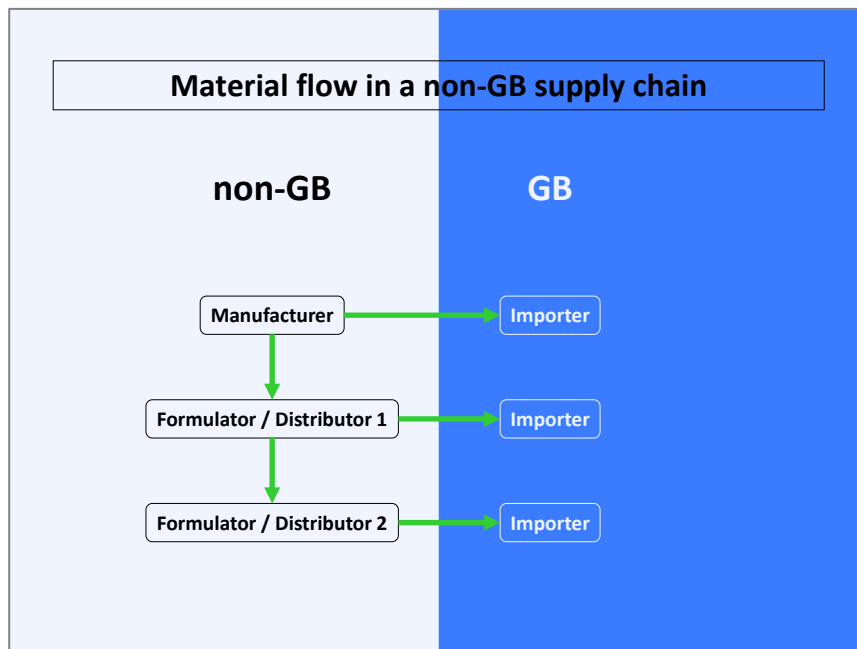 Material flow in a non-GB supply chain
non-GB
GB
Manufacturer
Importer
Formulator / Distributor 1
Importer
Formulator / Distributor 2
Importer